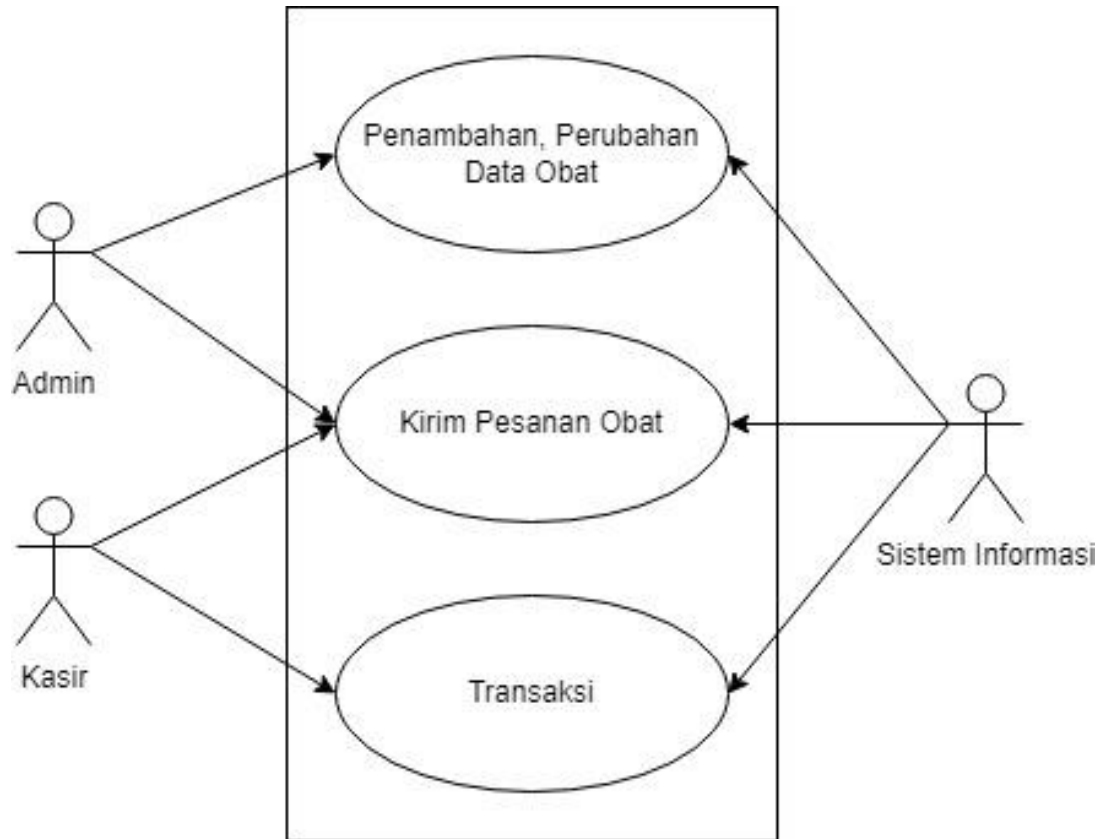 Penambahan, Perubahan
Data Obat
Admin
Kirim Pesanan Obat
Sistem Informasi
Kasir
Transaksi